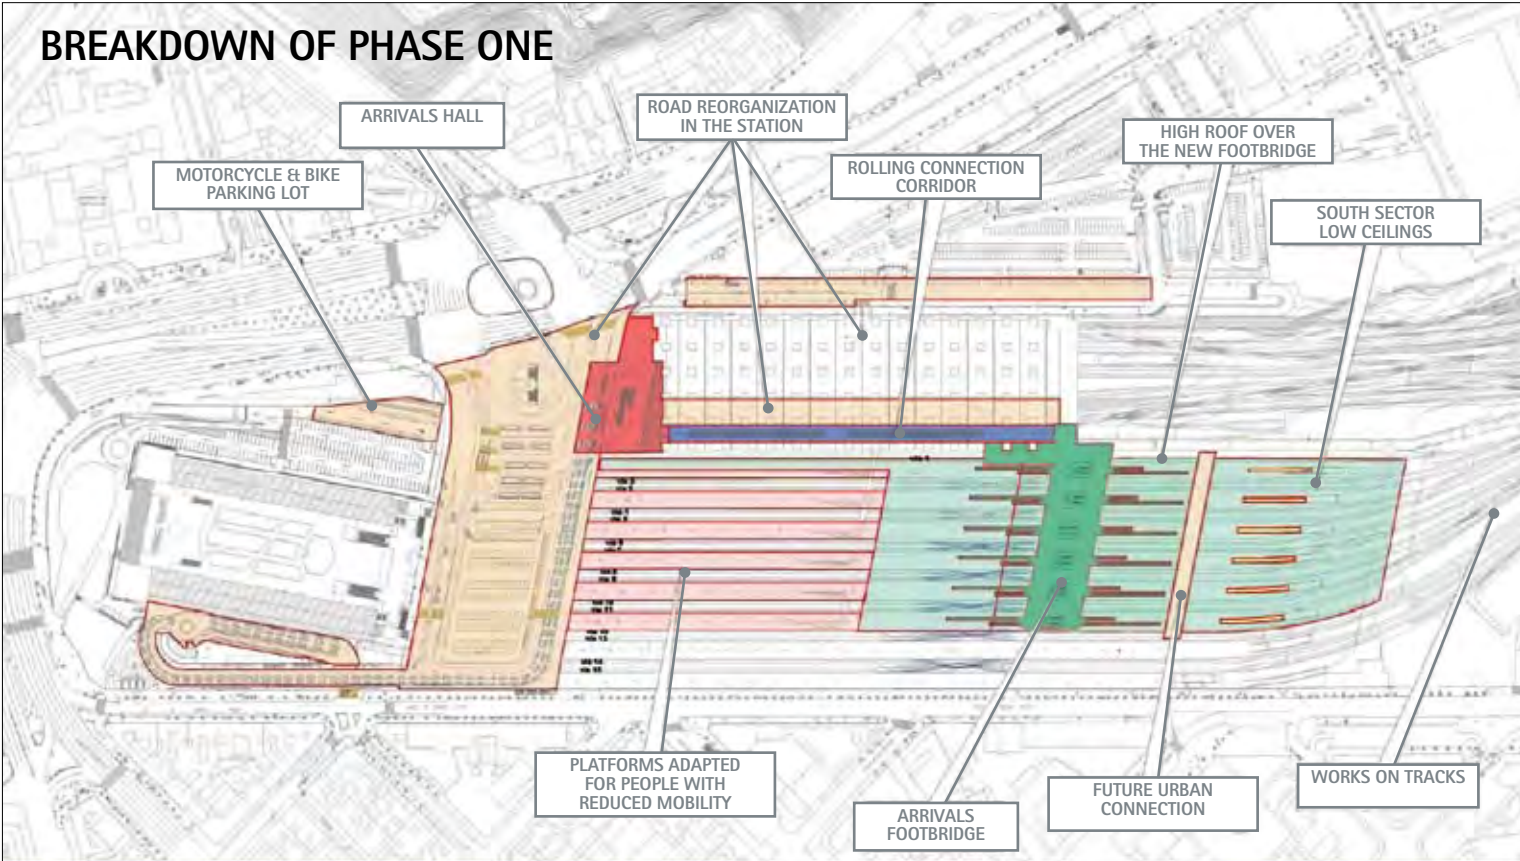 BREAKDOWN OF PHASE ONE
ARRIVALS HALL
ROAD REORGANIZATION
IN THE STATION
HIGH ROOF OVER
THE NEW FOOTBRIDGE
MOTORCYCLE & BIKE
PARKING LOT
ROLLING CONNECTION
CORRIDOR
SOUTH SECTOR
LOW CEILINGS
PLATFORMS ADAPTED
FOR PEOPLE WITH
REDUCED MOBILITY
ARRIVALS
FOOTBRIDGE
FUTURE URBAN
CONNECTION
WORKS ON TRACKS